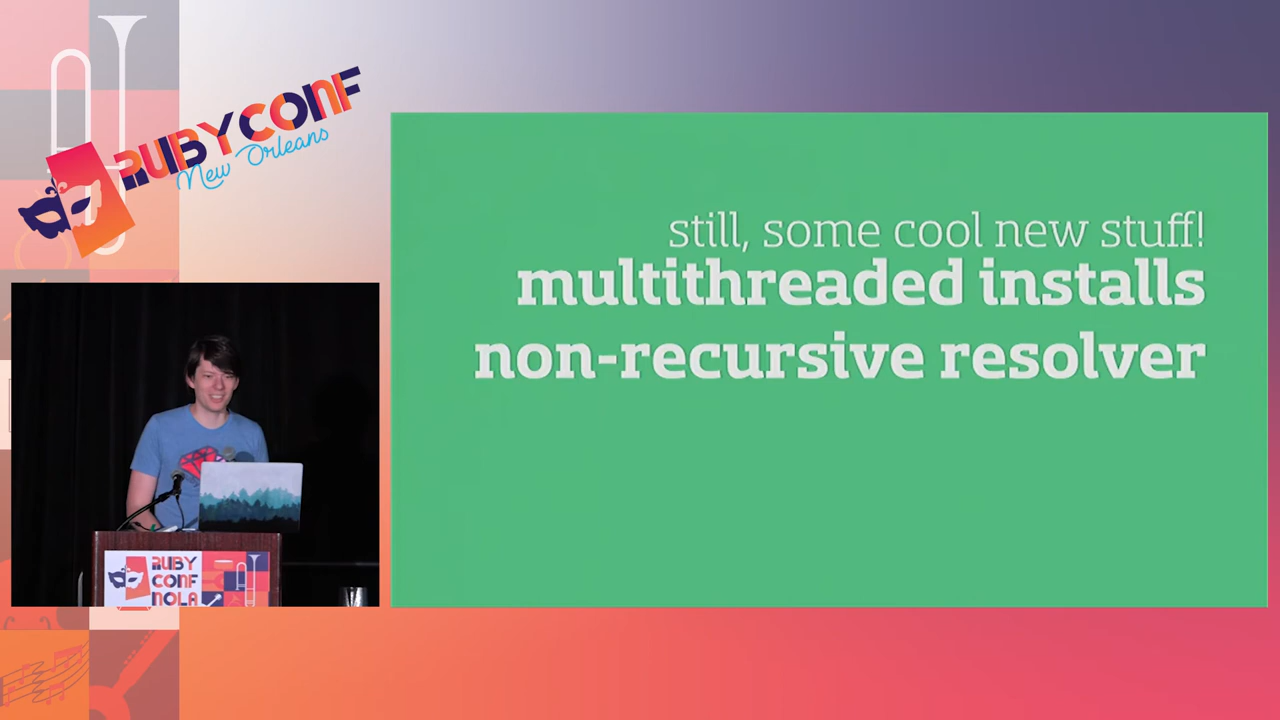 RUBYCONF
New Orleans
still, some cool new stuff!
multithreaded installs
non-recursive resolver
RUBY
CONF
NOLA